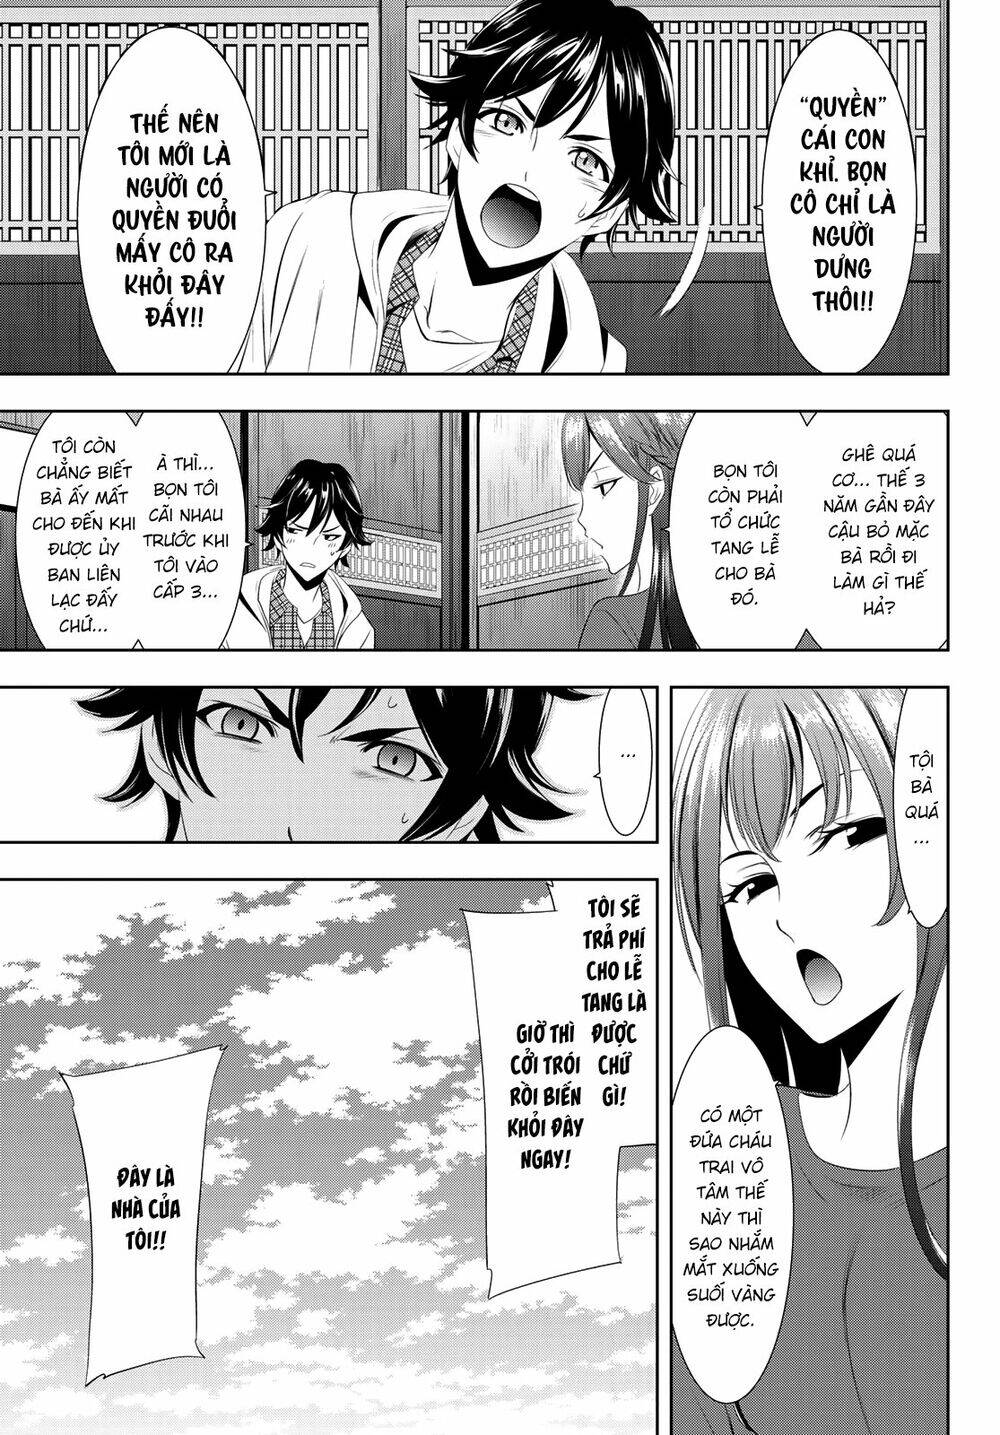 “QUYỀN”
CÁI CON
KHỈ. BỌN
CÔ CHỈ LÀ
NGƯỜI
DƯNG
THÔI!!
THẾ NÊN
TÔI MỚI LÀ
NGƯỜI CÓ
QUYỀN ĐUỔI
MẤY CÔ RA
KHỎI ĐÂY
ĐẤY!!
GHÊ QUÁ
CƠ... THẾ 3
NĂM GẦN ĐÂY
CẬU BỎ MẶC
BÀ RỒI ĐI
LÀM GÌ THẾ
HẢ?
BỌN TÔI
CÒN PHẢI
TỔ CHỨC
TANG LỄ
CHO BÀ
ĐÓ.
À THÌ...
BỌN TÔI
CÃI NHAU
TRƯỚC KHI
TÔI VÀO
CẤP 3...
TÔI CÒN
CHẲNG BIẾT
BÀ ẤY MẤT
CHO ĐẾN KHI
ĐƯỢC ỦY
BAN LIÊN
LẠC ĐẤY
CHỨ...
TỘI
BÀ
QUÁ
...
CÓ MỘT
ĐỨA CHÁU
TRAI VÔ
TÂM THẾ
NÀY THÌ
SAO NHẮM
MẮT XUỐNG
SUỐI VÀNG
ĐƯỢC.
...
TÔI SẼ
TRẢ PHÍ
CHO LỄ
TANG LÀ
ĐƯỢC
CHỨ
GÌ!
GIỜ THÌ
CỞI TRÓI
RỒI BIẾN
KHỎI ĐÂY
NGAY!
ĐÂY LÀ
NHÀ CỦA
TÔI!!